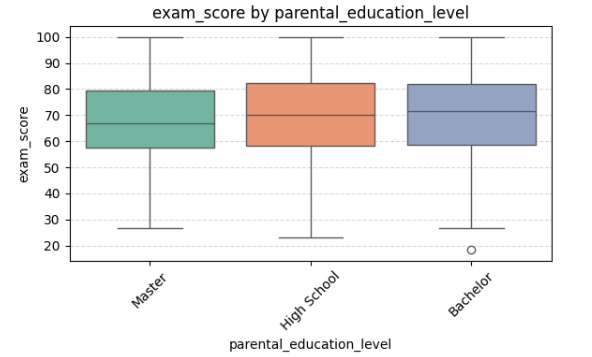 exam_score by parental_education_level
exam_score
100
90
80
70
60
50
40
30
20
Master
High School
Bachelor
parental_education_level